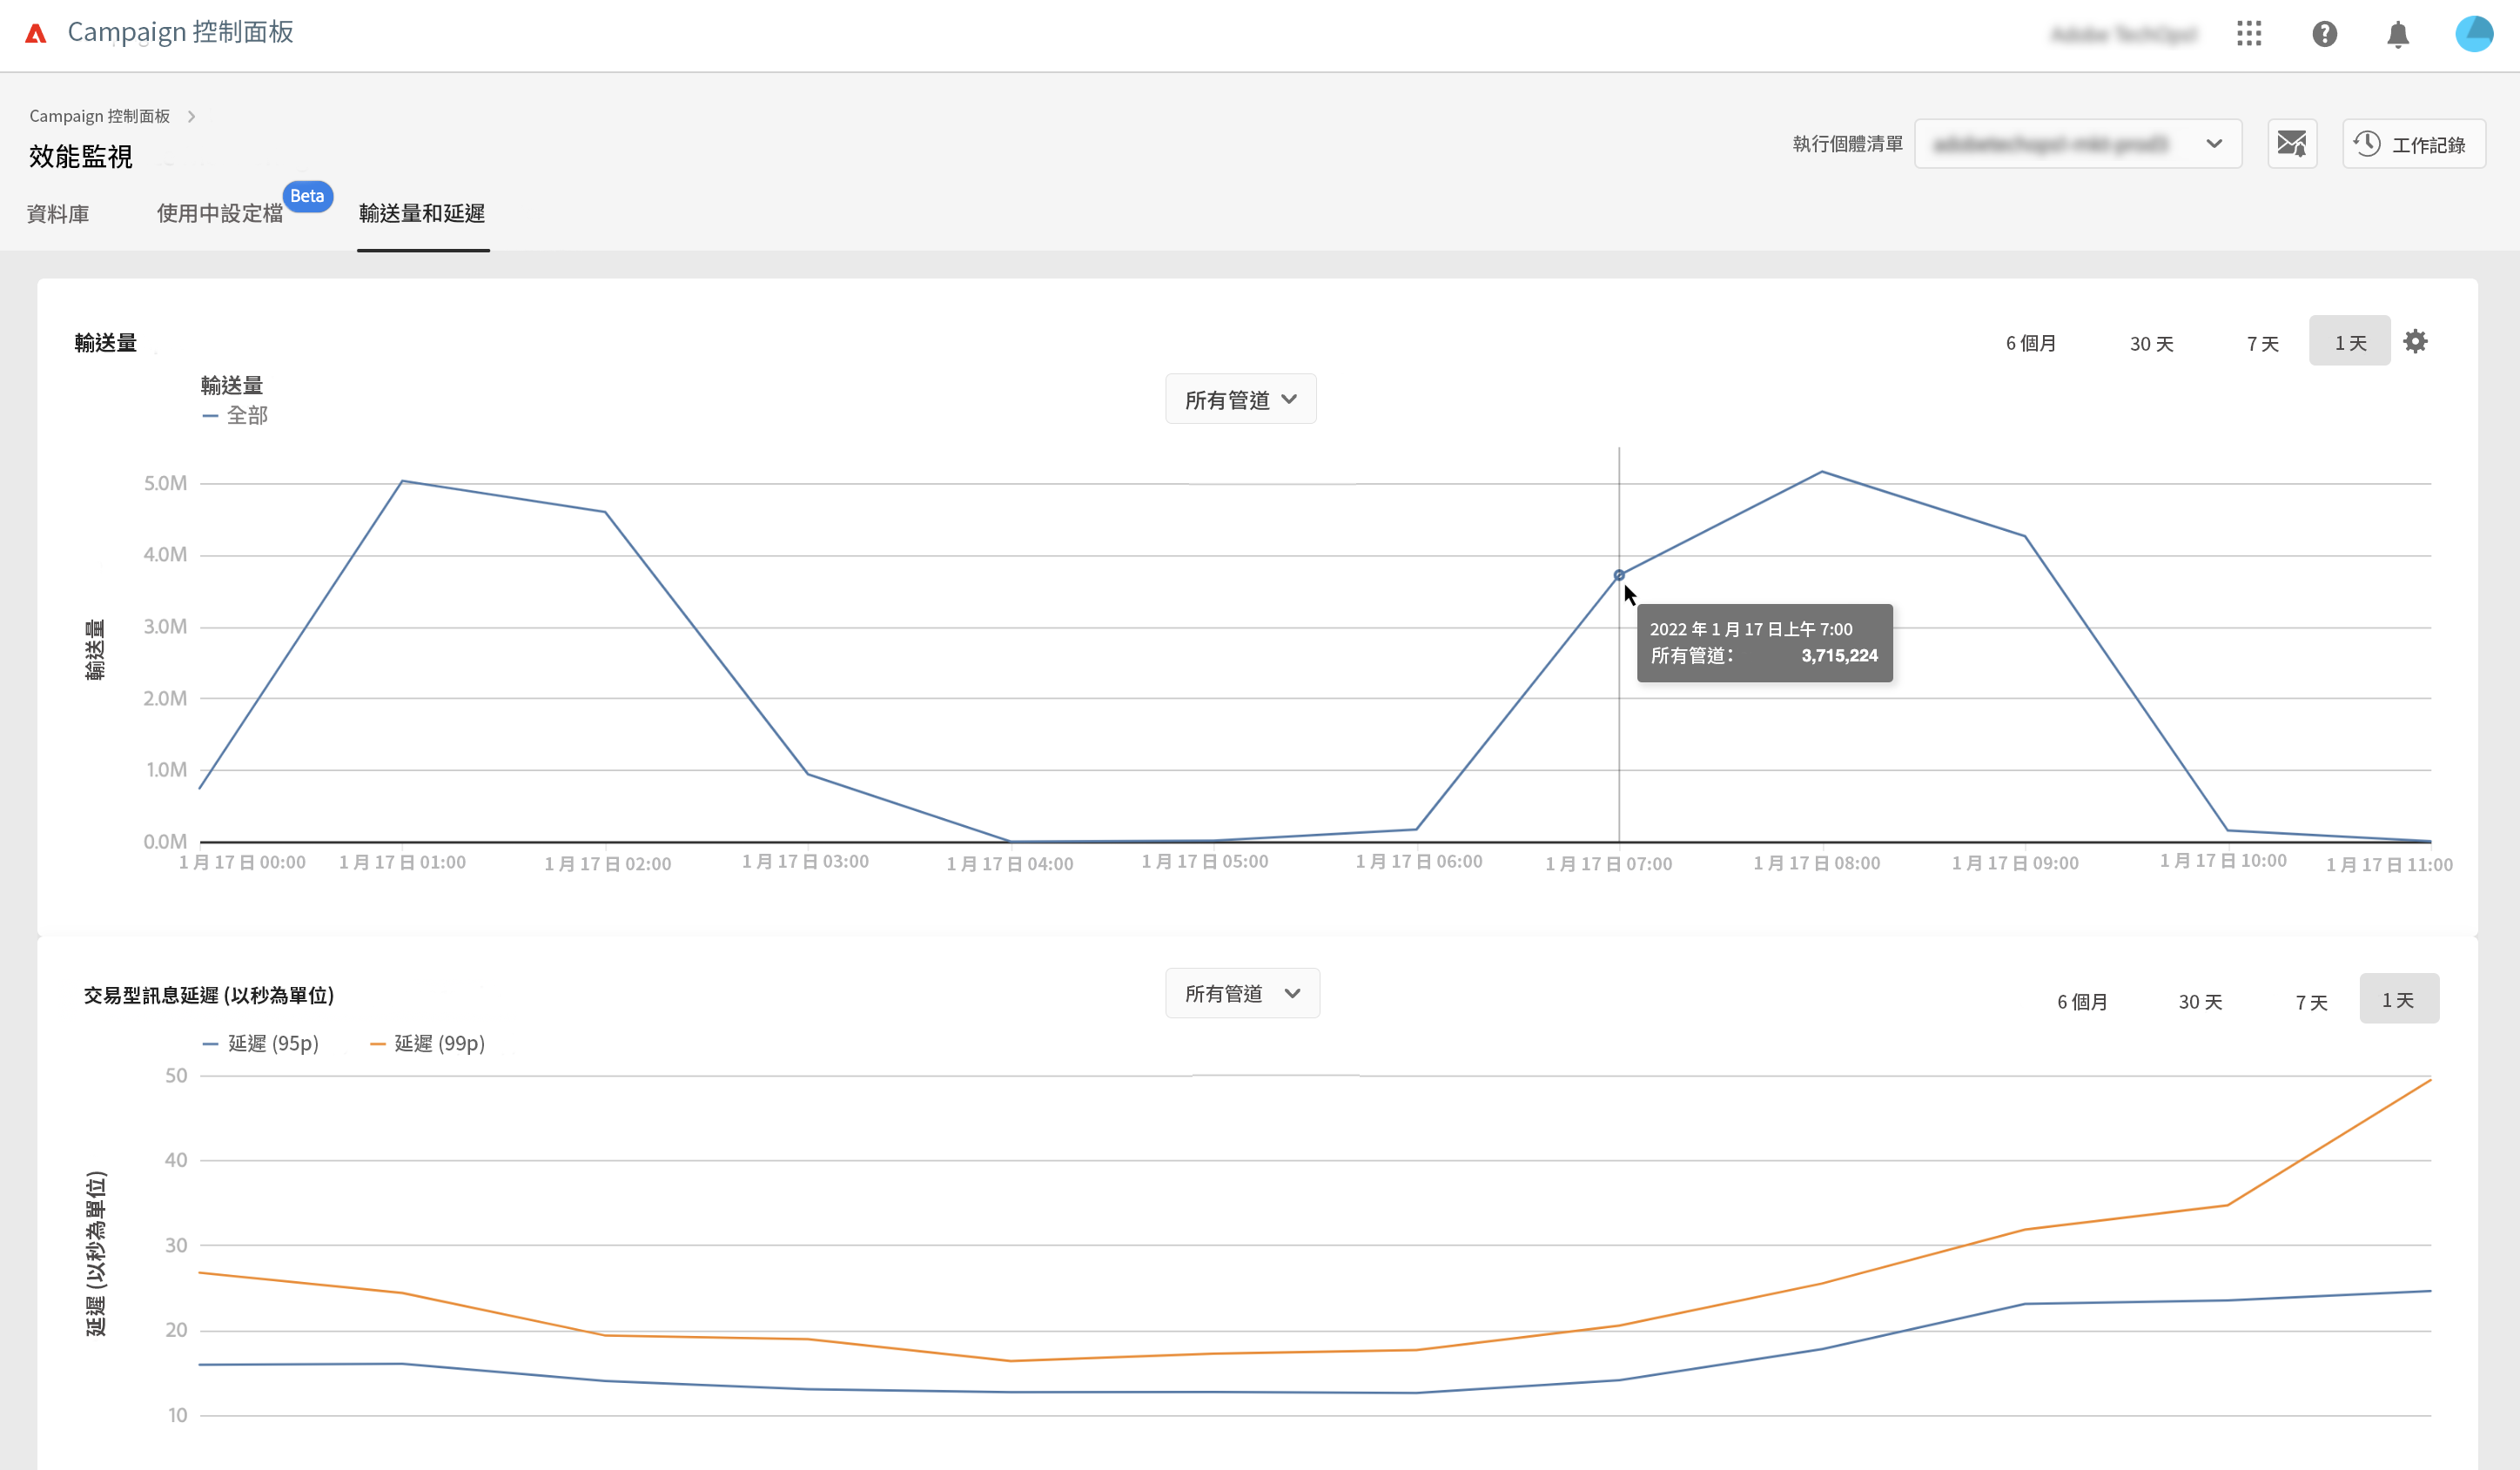 Campaign 控制面板
Campaign 控制面板
效能監視
執行個體清單
工作記錄
資料庫
使用中設定檔
Beta
輸送量和延遲
輸送量
6 個月
30 天
7 天
1 天
輸送量
全部
所有管道
5.0M
4.0M
3.0M
2.0M
1.0M
0.0M
輸送量
2022 年 1 月 17 日上午 7:00
所有管道: 3,715,224
1 月 17 日 00:00
1 月 17 日 01:00
1 月 17 日 02:00
1 月 17 日 03:00
1 月 17 日 04:00
1 月 17 日 05:00
1 月 17 日 06:00
1 月 17 日 07:00
1 月 17 日 08:00
1 月 17 日 09:00
1 月 17 日 10:00
1 月 17 日 11:00
交易型訊息延遲 (以秒為單位)
所有管道
6 個月
30 天
7 天
1 天
延遲 (95p)
延遲 (99p)
50
40
30
20
10
延遲 (以秒為單位)